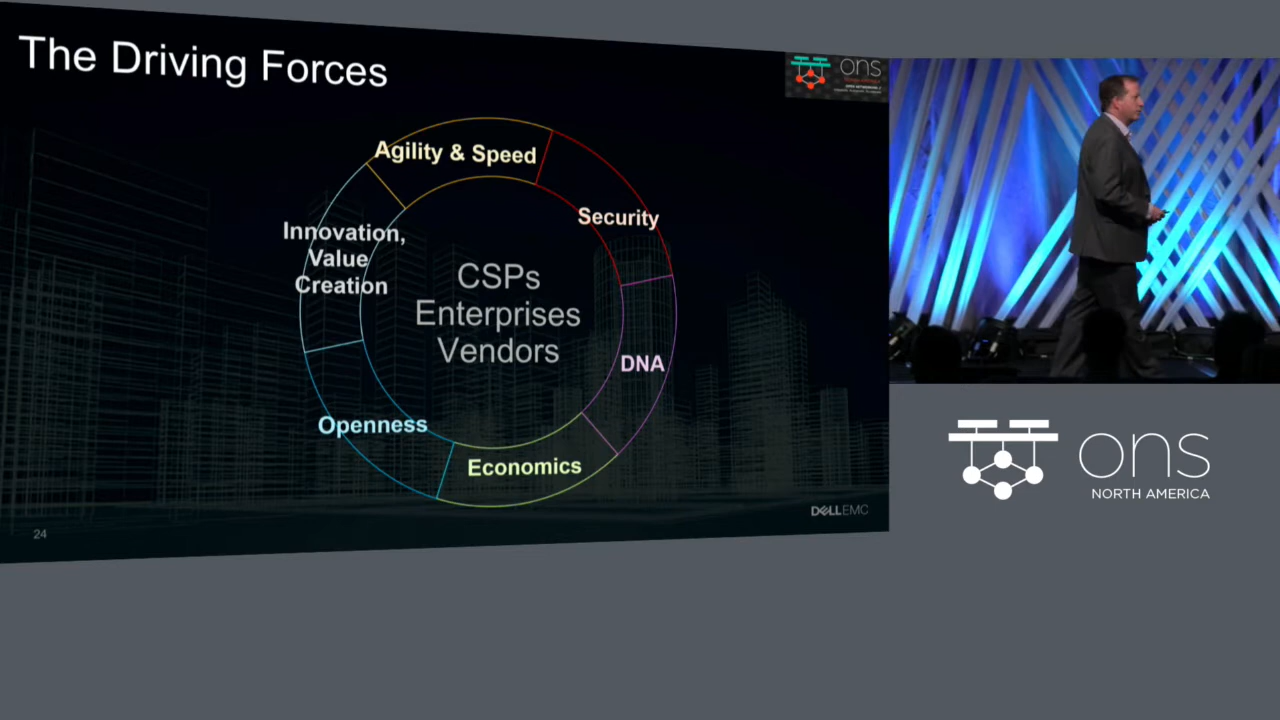 The Driving Forces
ons
Agility & Speed
Security
Innovation,
Value
Creation
CSPs
Enterprises
Vendors
DNA
Openness
Economics
DELLEMC
24
ons
NORTH AMERICA